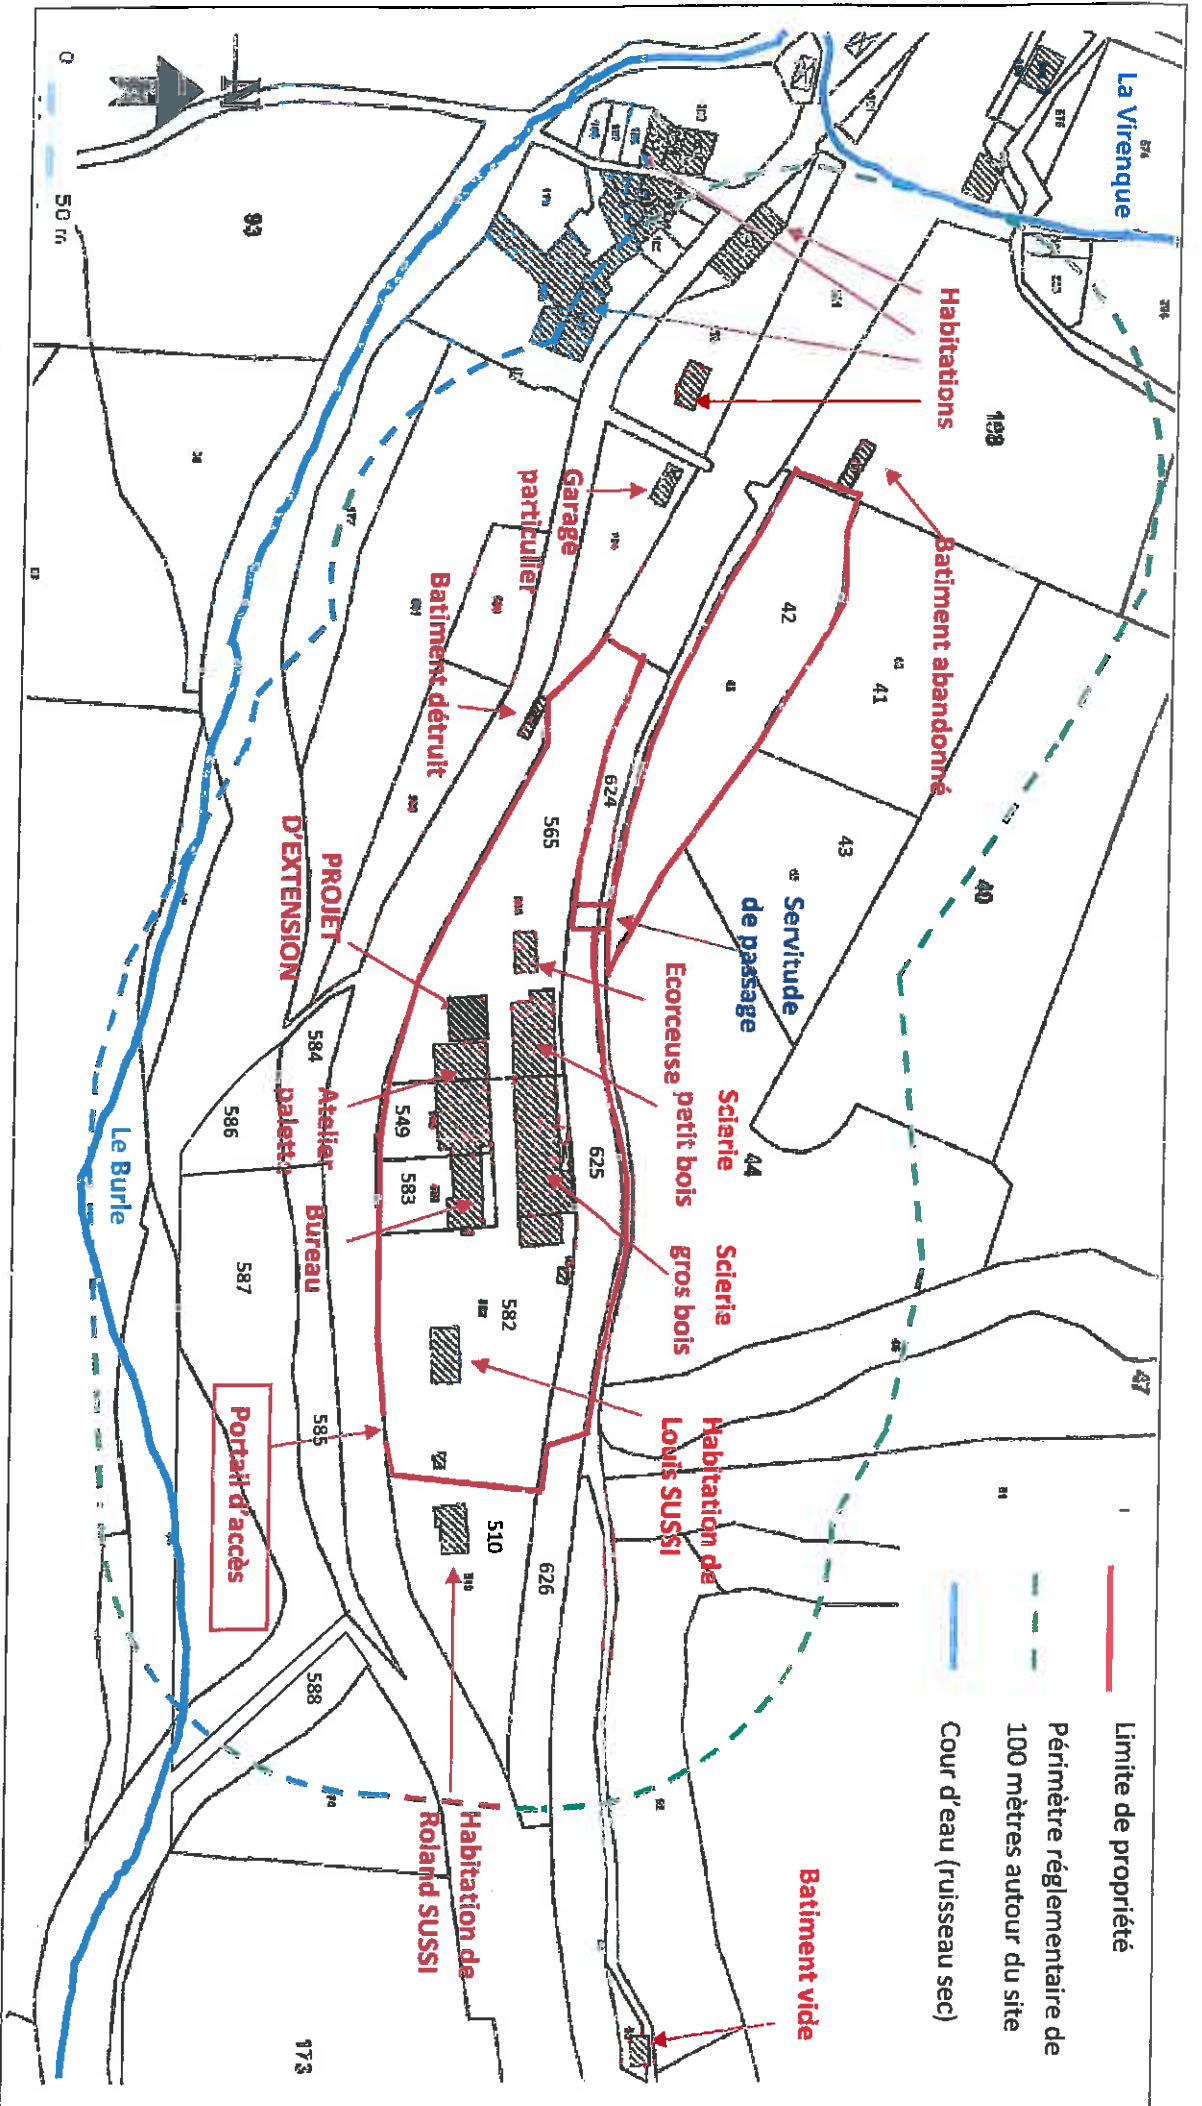 La Virenque
Habitations
Batiment abandonné
Garage
particulier
Batiment détruit
Servitude
de passage
PROJET
D'EXTENSION
Ecorceuse
Scierie
petit bois
Scierie
gros bois
Atelier
palette
Bureau
Habitation de
Louis SUSSI
Portail d'accès
Habitation de
Roland SUSSI
Batiment vide
Le Burle
Limite de propriété
Périmètre réglementaire de
100 mètres autour du site
Cour d'eau (ruisseau sec)
N
0
50 m
93
198
42
41
43
40
44
47
624
565
625
549
583
582
584
586
587
585
510
626
588
173